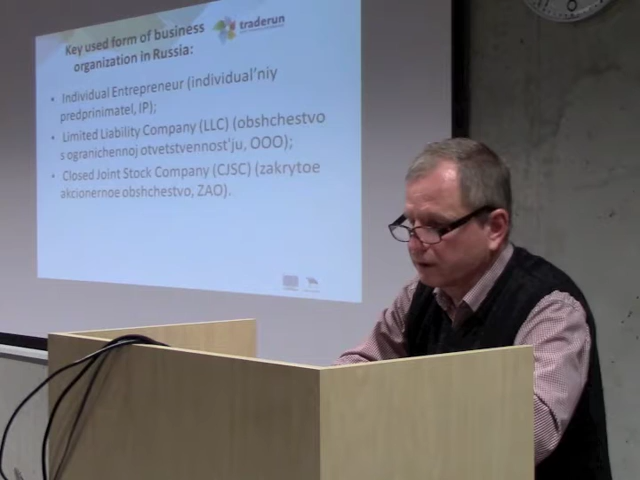 Key used form of business
organization in Russia:
traderun
• Individual Entrepreneur (individual'niy
predprinimatel, IP);
• Limited Liability Company (LLC) (obshchestvo
s ogranichennoj otvetstvennost'ju, OOO);
• Closed Joint Stock Company (CJSC) (zakrytoe
akcionernoe obshchestvo, ZAO).